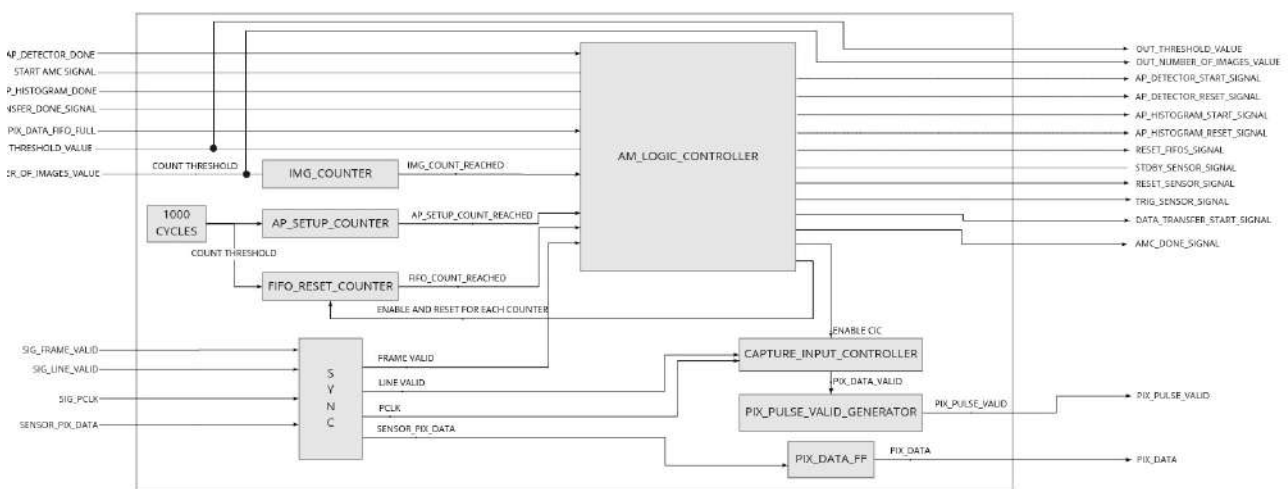 AP_DETECTOR_DONE
START AMC SIGNAL
P_HISTOGRAM_DONE
NSFER_DONE_SIGNAL
PIX_DATA_FIFO_FULL
THRESHOLD_VALUE
ER_OF_IMAGES_VALUE
COUNT THRESHOLD
IMG_COUNTER
IMG_COUNT_REACHED
1000
CYCLES
AP_SETUP_COUNTER
AP_SETUP_COUNT_REACHED
COUNT THRESHOLD
FIFO_RESET_COUNTER
FIFO_COUNT_REACHED
ENABLE AND RESET FOR EACH COUNTER
AM_LOGIC_CONTROLLER
OUT_THRESHOLD_VALUE
OUT_NUMBER_OF_IMAGES_VALUE
AP_DETECTOR_START_SIGNAL
AP_DETECTOR_RESET_SIGNAL
AP_HISTOGRAM_START_SIGNAL
AP_HISTOGRAM_RESET_SIGNAL
RESET_FIFOS_SIGNAL
STDBY_SENSOR_SIGNAL
RESET_SENSOR_SIGNAL
TRIG_SENSOR_SIGNAL
DATA_TRANSFER_START_SIGNAL
AMC_DONE_SIGNAL
ENABLE CIC
SIG_FRAME_VALID
SIG_LINE_VALID
SIG_PCLK
SENSOR_PIX_DATA
S
Y
N
C
FRAME VALID
LINE VALID
PCLK
SENSOR_PIX_DATA
CAPTURE_INPUT_CONTROLLER
PIX_DATA_VALID
PIX_PULSE_VALID_GENERATOR
PIX_PULSE_VALID
PIX_PULSE_VALID
PIX_DATA_FF
PIX_DATA
PIX_DATA